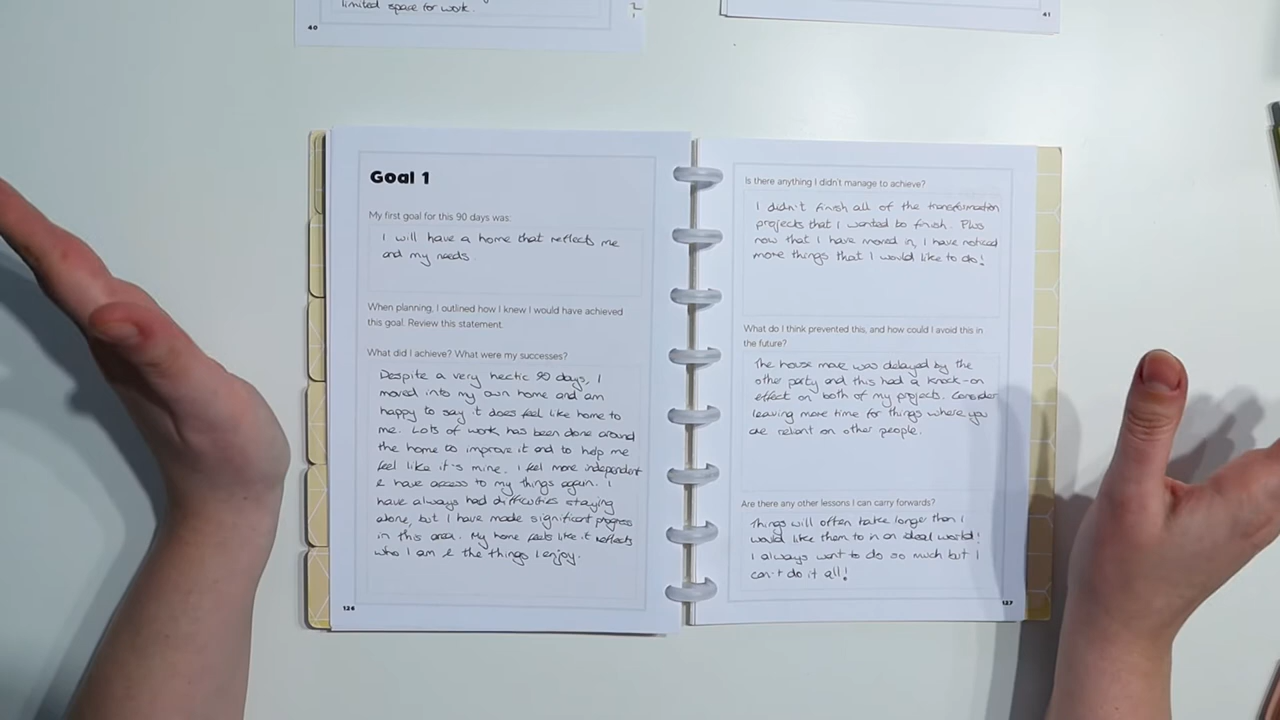 limited space for work.
40
41
Goal 1
My first goal for this 90 days was:
I will have a home that reflects me
and my needs.
When planning, I outlined how I knew I would have achieved
this goal. Review this statement.
What did I achieve? What were my successes?
Despite a very hectic 90 days, I
moved into my own home and am
happy to say it does feel like home to
me. Lots of work has been done around
the home to improve it and to help me
feel like it's mine. I feel more independent
& have access to my things again. I
have always had difficulties staying
alone, but I have made significant progress
in this area. My home feels like it reflects
who I am & the things I enjoy.
126
Is there anything I didn't manage to achieve?
I didn't finish all of the transformation
projects that I wanted to finish. Plus
now that I have moved in, I have noticed
more things that I would like to do!
What do I think prevented this, and how could I avoid this in
the future?
The house move was delayed by the
other party and this had a knock-on
effect on both of my projects. Consider
leaving more time for things where you
are reliant on other people.
Are there any other lessons I can carry forwards?
Things will often take longer than I
would like them to in an ideal world!
I always want to do so much but I
can't do it all!
127